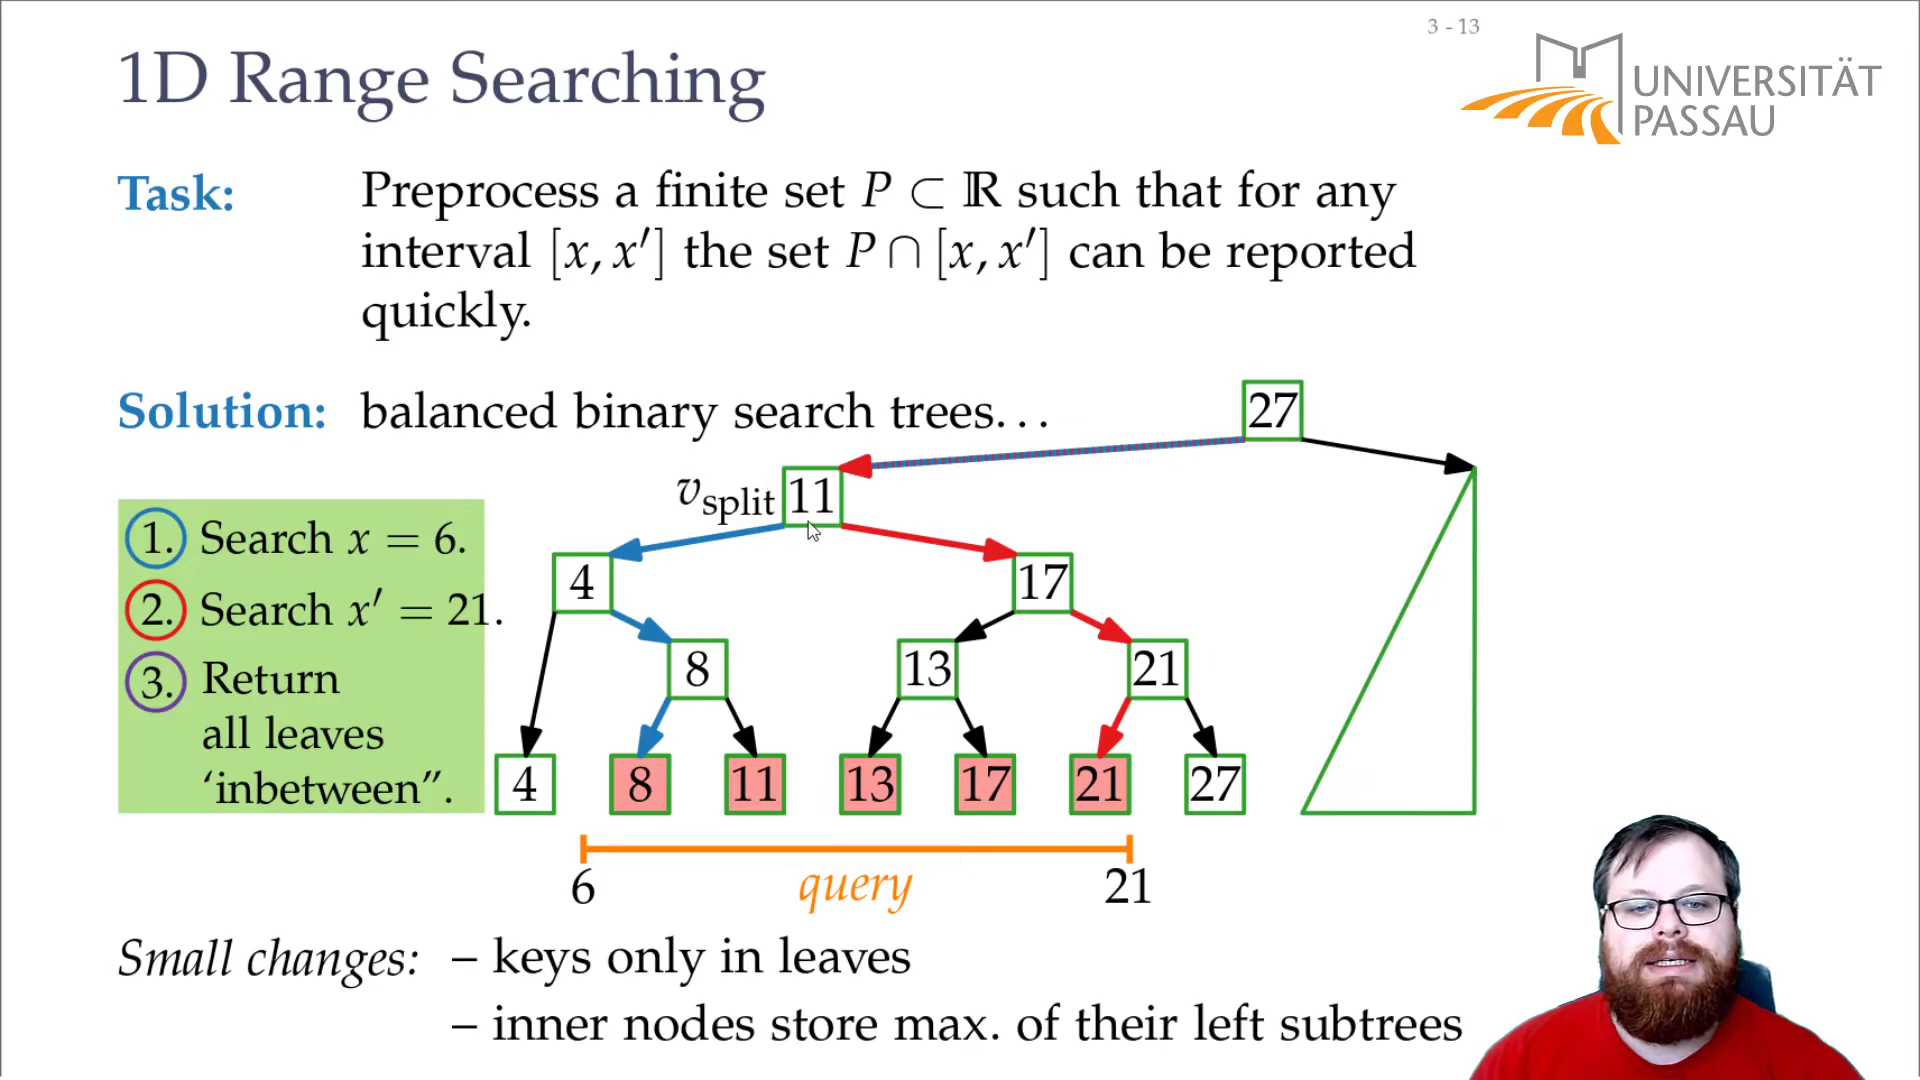 3 - 13
1D Range Searching
UNIVERSITÄT
PASSAU
Task: Preprocess a finite set P ⊂ ℝ such that for any
interval [x, x′] the set P ∩ [x, x′] can be reported
quickly.
Solution: balanced binary search trees. . .
27
v_split 11
1. Search x = 6.
2. Search x′ = 21.
3. Return
all leaves
‘inbetween”.
4 17
8 13 21
4 8 11 13 17 21 27
6 query 21
Small changes: – keys only in leaves
– inner nodes store max. of their left subtrees